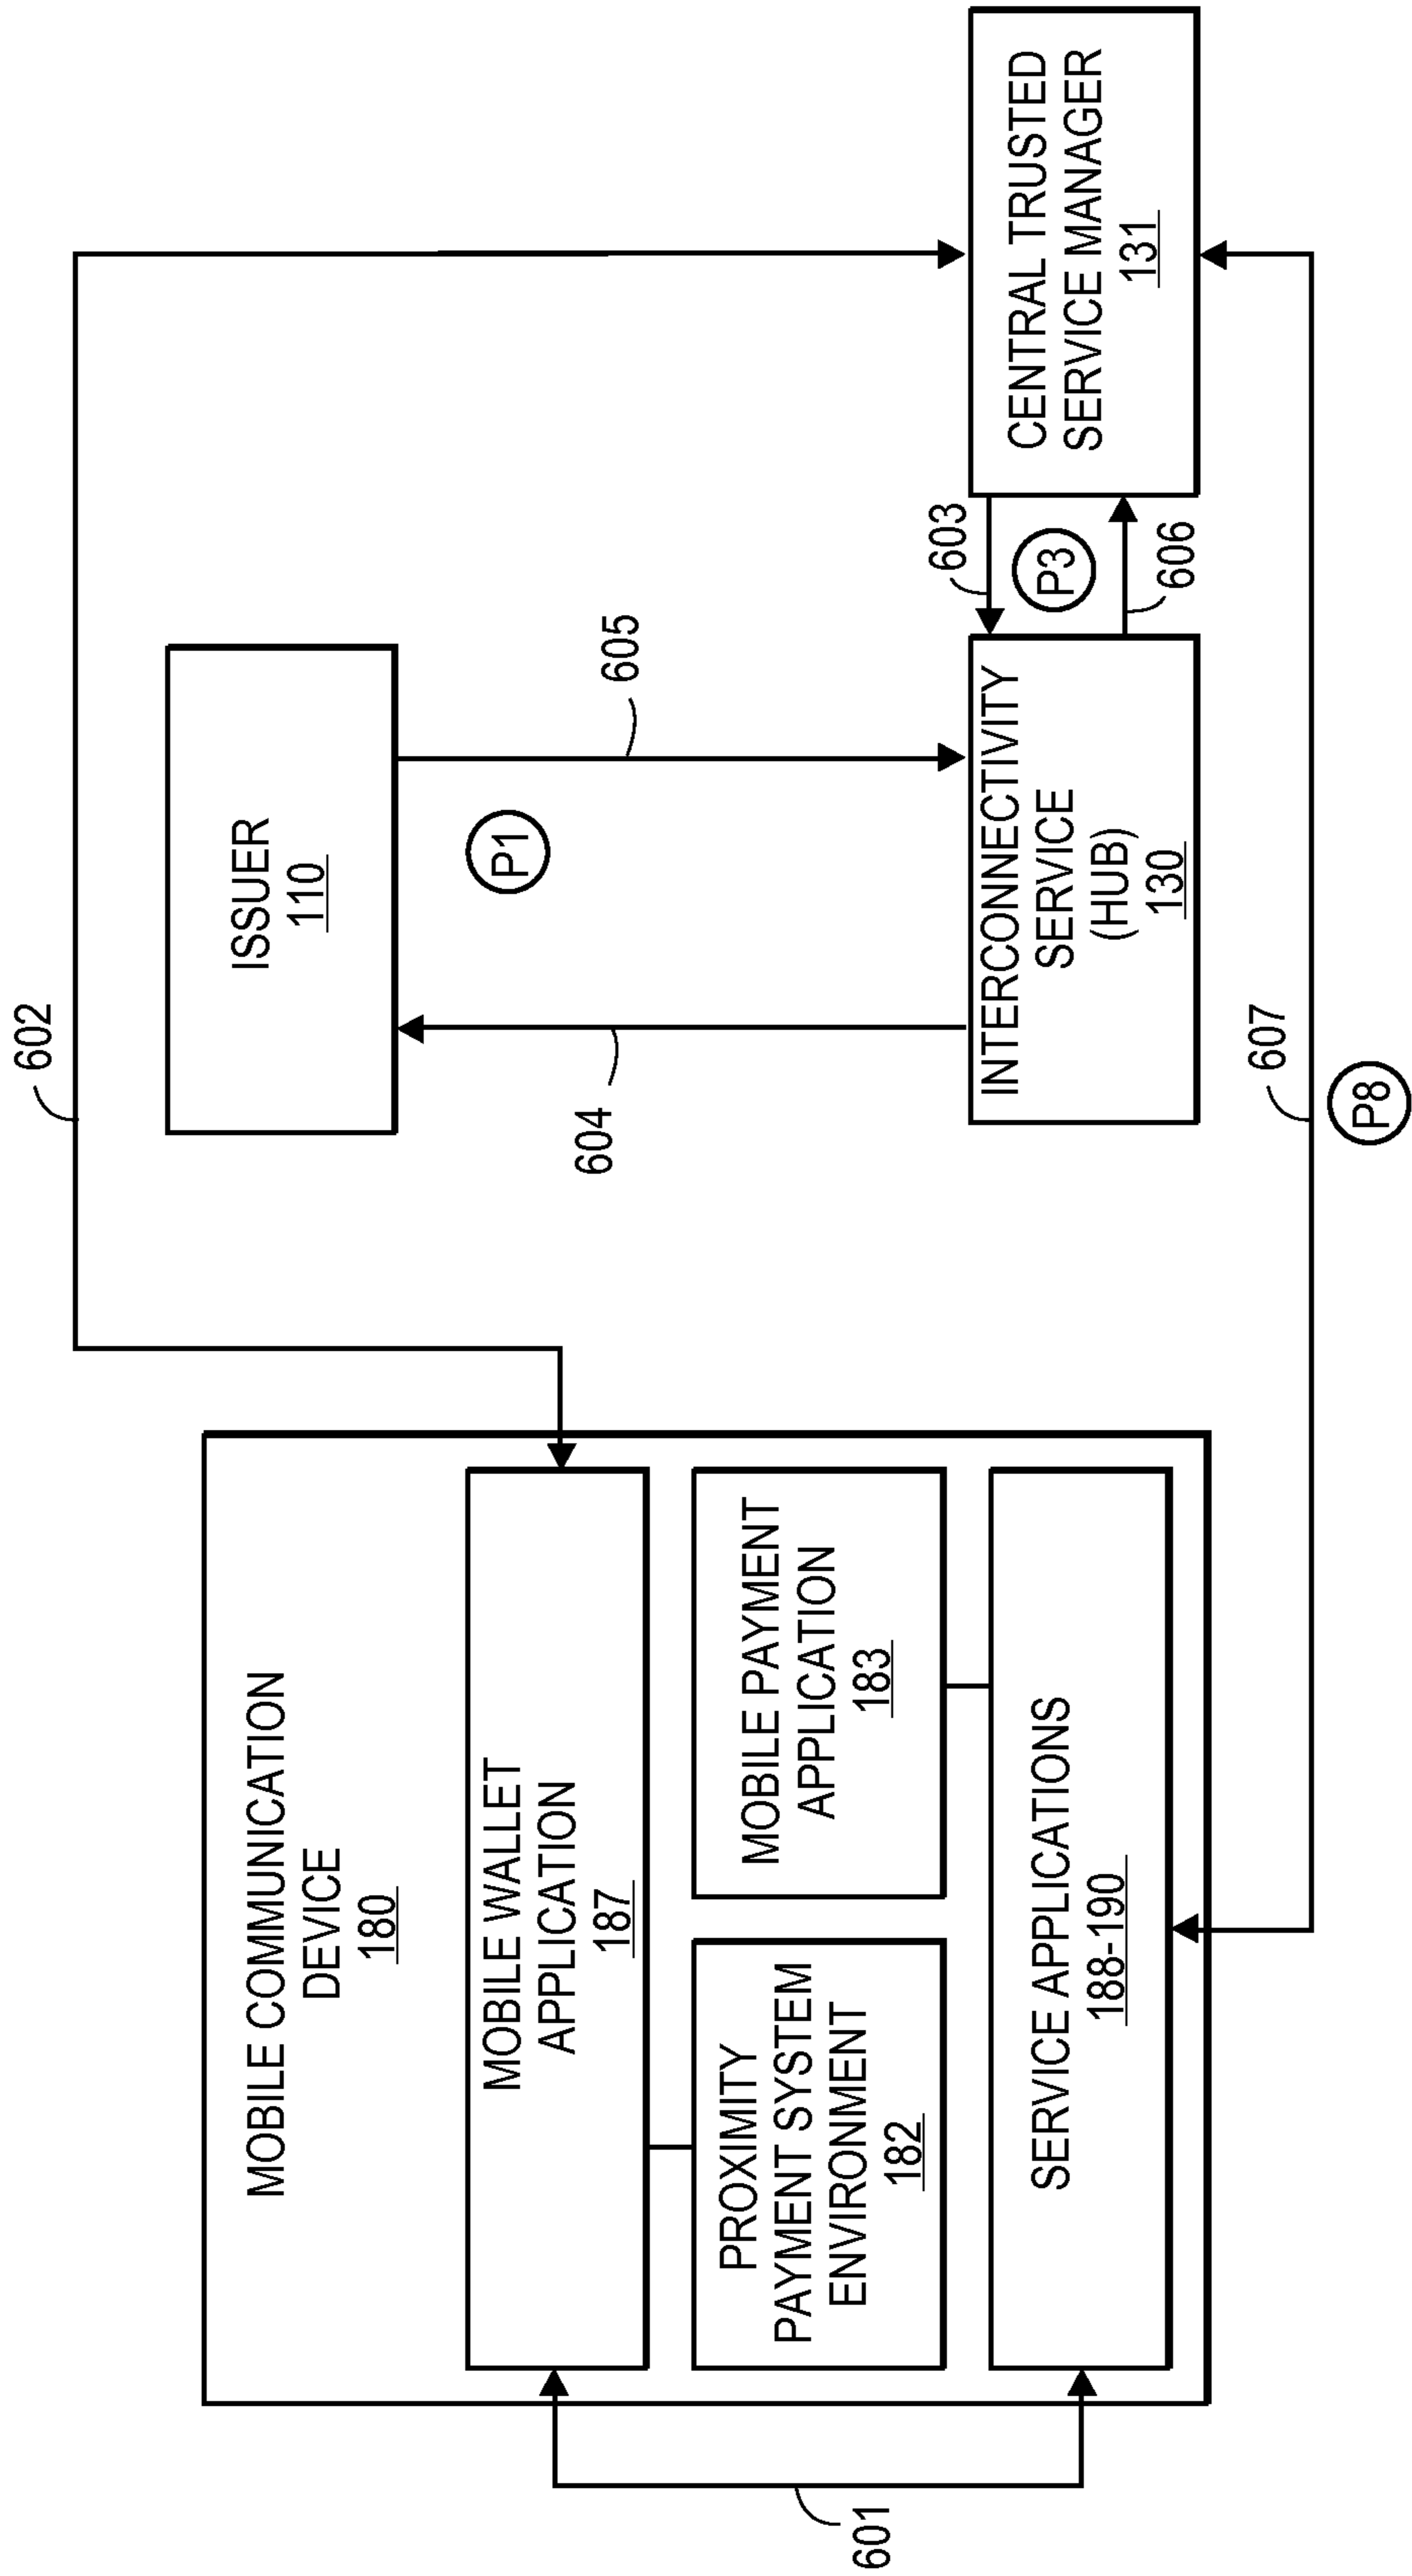 602
MOBILE COMMUNICATION
DEVICE
180
MOBILE WALLET
APPLICATION
187
PROXIMITY
PAYMENT SYSTEM
ENVIRONMENT
182
MOBILE PAYMENT
APPLICATION
183
SERVICE APPLICATIONS
188-190
601
ISSUER
110
604
P1
605
INTERCONNECTIVITY
SERVICE
(HUB)
130
603
P3
606
CENTRAL TRUSTED
SERVICE MANAGER
131
607
P8